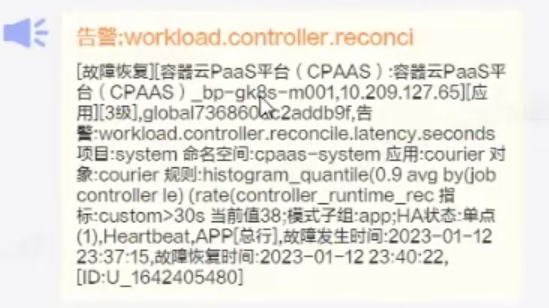 告警:workload.controller.reconci
[故障恢复][容器云PaaS平台（CPAAS）:容器云PaaS平
台（CPAAS）_bp-gk8s-m001,10.209.127.65][应
用][3级],global736860 c2addb9f,告
警:workload.controller.reconcile.latency.seconds
项目:system 命名空间:cpaas-system 应用:courier 对
象:courier 规则:histogram_quantile(0.9 avg by(job
controller le) (rate(controller_runtime_rec 指
标:custom>30s 当前值38;模式子组:app;HA状态:单点
(1),Heartbeat,APP[总行],故障发生时间:2023-01-12
23:37:15,故障恢复时间:2023-01-12 23:40:22,
[ID:U_1642405480]